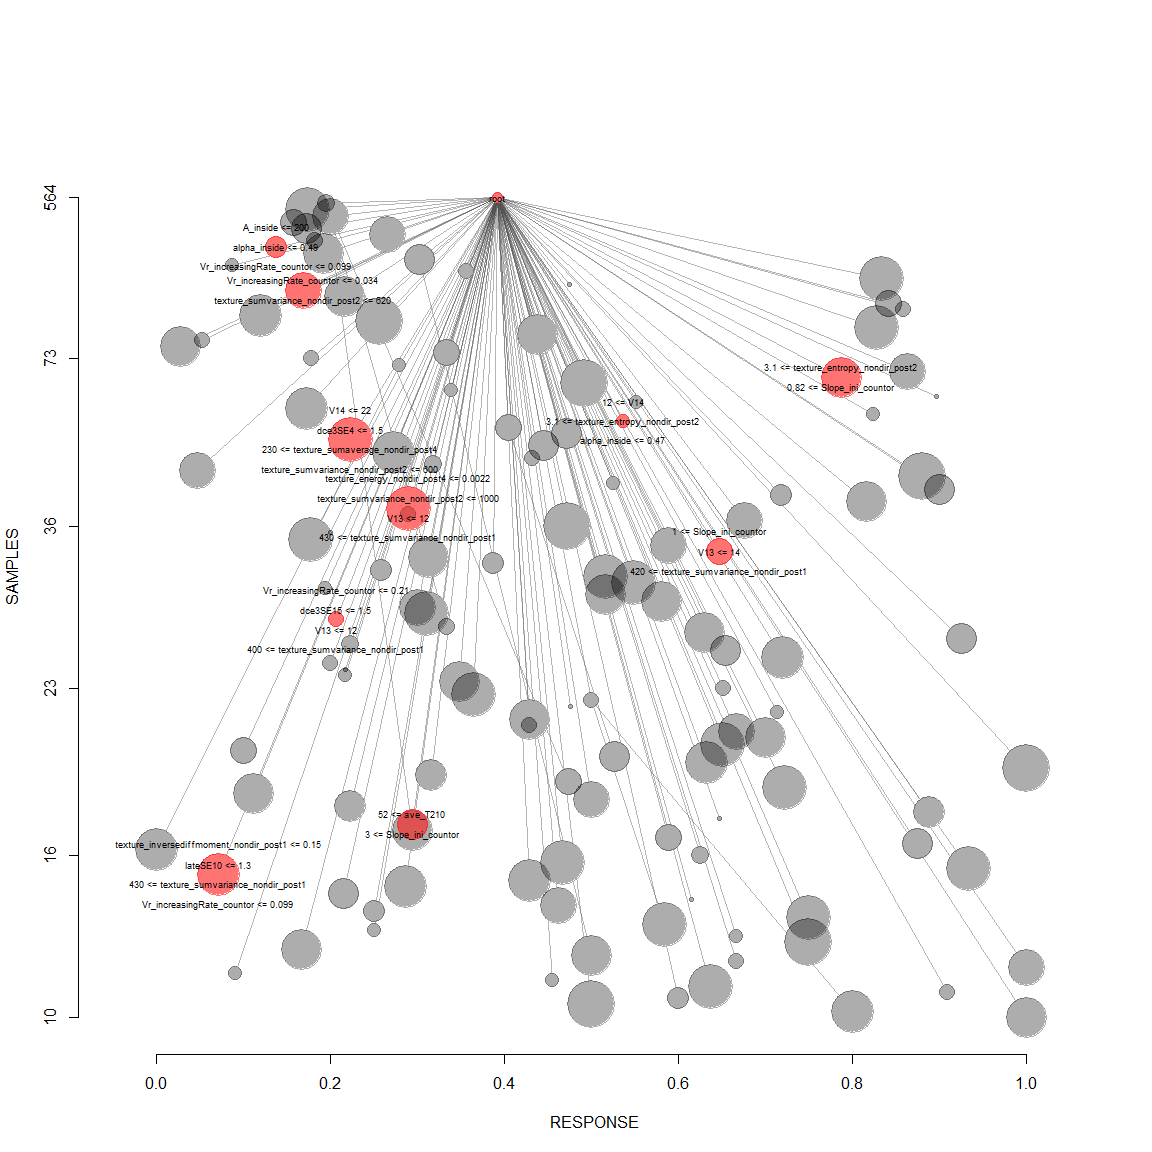 564
root
A_inside <= 200
alpha_inside <= 0.49
Vr_increasingRate_countor <= 0.099
Vr_increasingRate_countor <= 0.034
texture_sumvariance_nondir_post2 <= 620
73
3.1 <= texture_entropy_nondir_post2
0.82 <= Slope_ini_countor
12 <= V14
3.1 <= texture_entropy_nondir_post2
alpha_inside <= 0.47
V14 <= 22
dce3SE4 <= 1.5
230 <= texture_sumaverage_nondir_post4
texture_sumvariance_nondir_post2 <= 600
texture_energy_nondir_post4 <= 0.0022
texture_sumvariance_nondir_post2 <= 1000
V13 <= 12
430 <= texture_sumvariance_nondir_post1
36
1 <= Slope_ini_countor
V13 <= 14
420 <= texture_sumvariance_nondir_post1
SAMPLES
Vr_increasingRate_countor <= 0.21
dce3SE15 <= 1.5
V13 <= 12
400 <= texture_sumvariance_nondir_post1
23
52 <= ave_T210
3 <= Slope_ini_countor
16
texture_inversediffmoment_nondir_post1 <= 0.15
lateSE10 <= 1.3
430 <= texture_sumvariance_nondir_post1
Vr_increasingRate_countor <= 0.099
10
0.0 0.2 0.4 0.6 0.8 1.0
RESPONSE